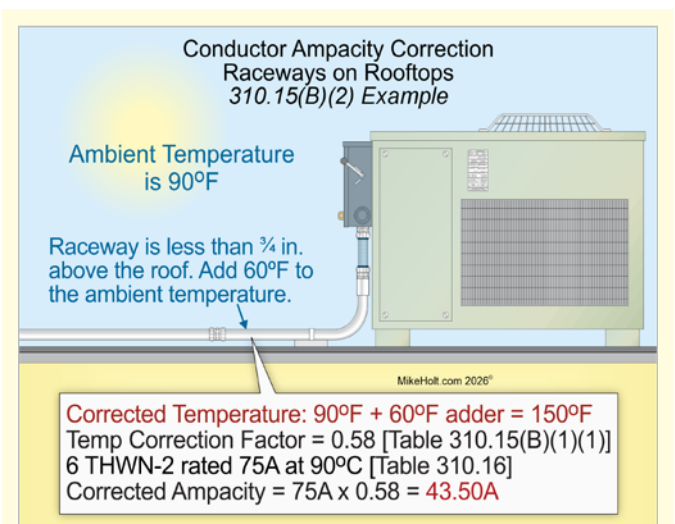 Conductor Ampacity Correction
Raceways on Rooftops
310.15(B)(2) Example
Ambient Temperature
is 90ºF
Raceway is less than ¾ in.
above the roof. Add 60ºF to
the ambient temperature.
MikeHolt.com 2026©
Corrected Temperature: 90ºF + 60ºF adder = 150ºF
Temp Correction Factor = 0.58 [Table 310.15(B)(1)(1)]
6 THWN-2 rated 75A at 90ºC [Table 310.16]
Corrected Ampacity = 75A x 0.58 = 43.50A